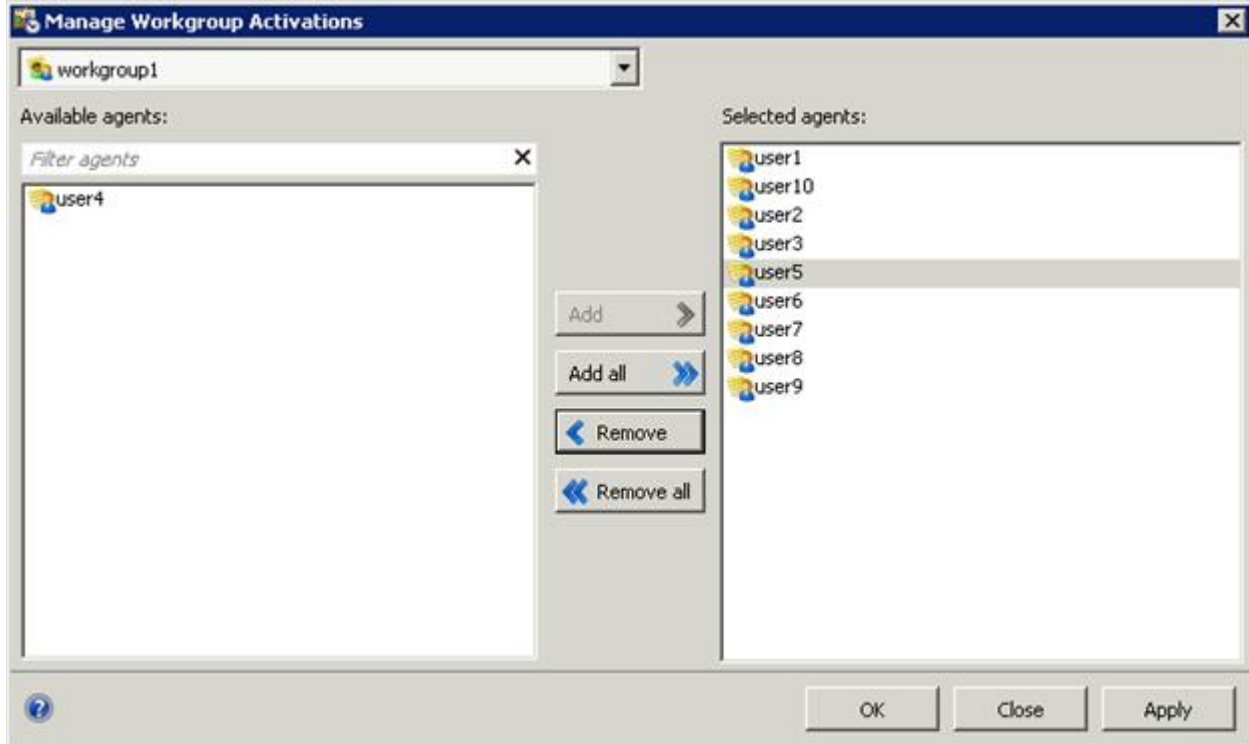 Manage Workgroup Activations
workgroup1
Available agents:
Selected agents:
Filter agents
user4
Add
Add all
Remove
Remove all
user1
user10
user2
user3
user5
user6
user7
user8
user9
OK
Close
Apply